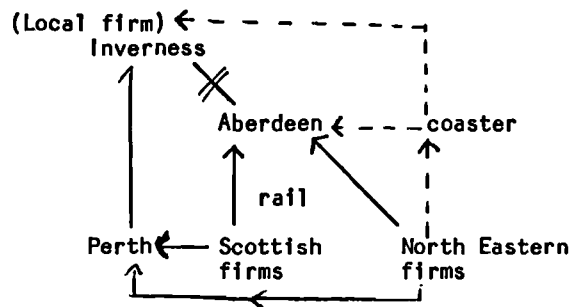 (Local firm)
Inverness
Aberdeen
coaster
rail
Perth
Scottish
firms
North Eastern
firms